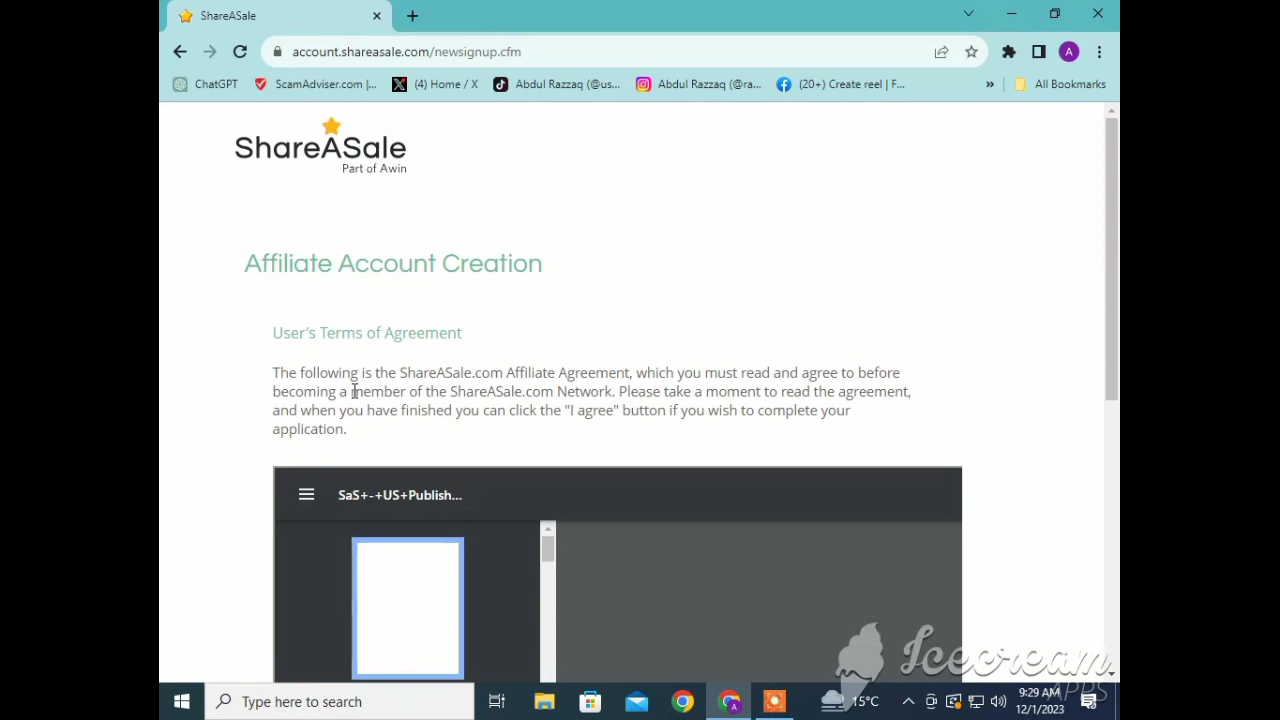 ShareASale
account.shareasale.com/newsignup.cfm
A
ChatGPT
ScamAdviser.com |...
(4) Home / X
Abdul Razzaq (@us...
Abdul Razzaq (@ra...
(20+) Create reel | F...
»
All Bookmarks
ShareASale
Part of Awin
Affiliate Account Creation
User's Terms of Agreement
The following is the ShareASale.com Affiliate Agreement, which you must read and agree to before
becoming a member of the ShareASale.com Network. Please take a moment to read the agreement,
and when you have finished you can click the "I agree" button if you wish to complete your
application.
SaS+-+US+Publish...
Icecream
APPS
Type here to search
A
15°C
9:29 AM
12/1/2023